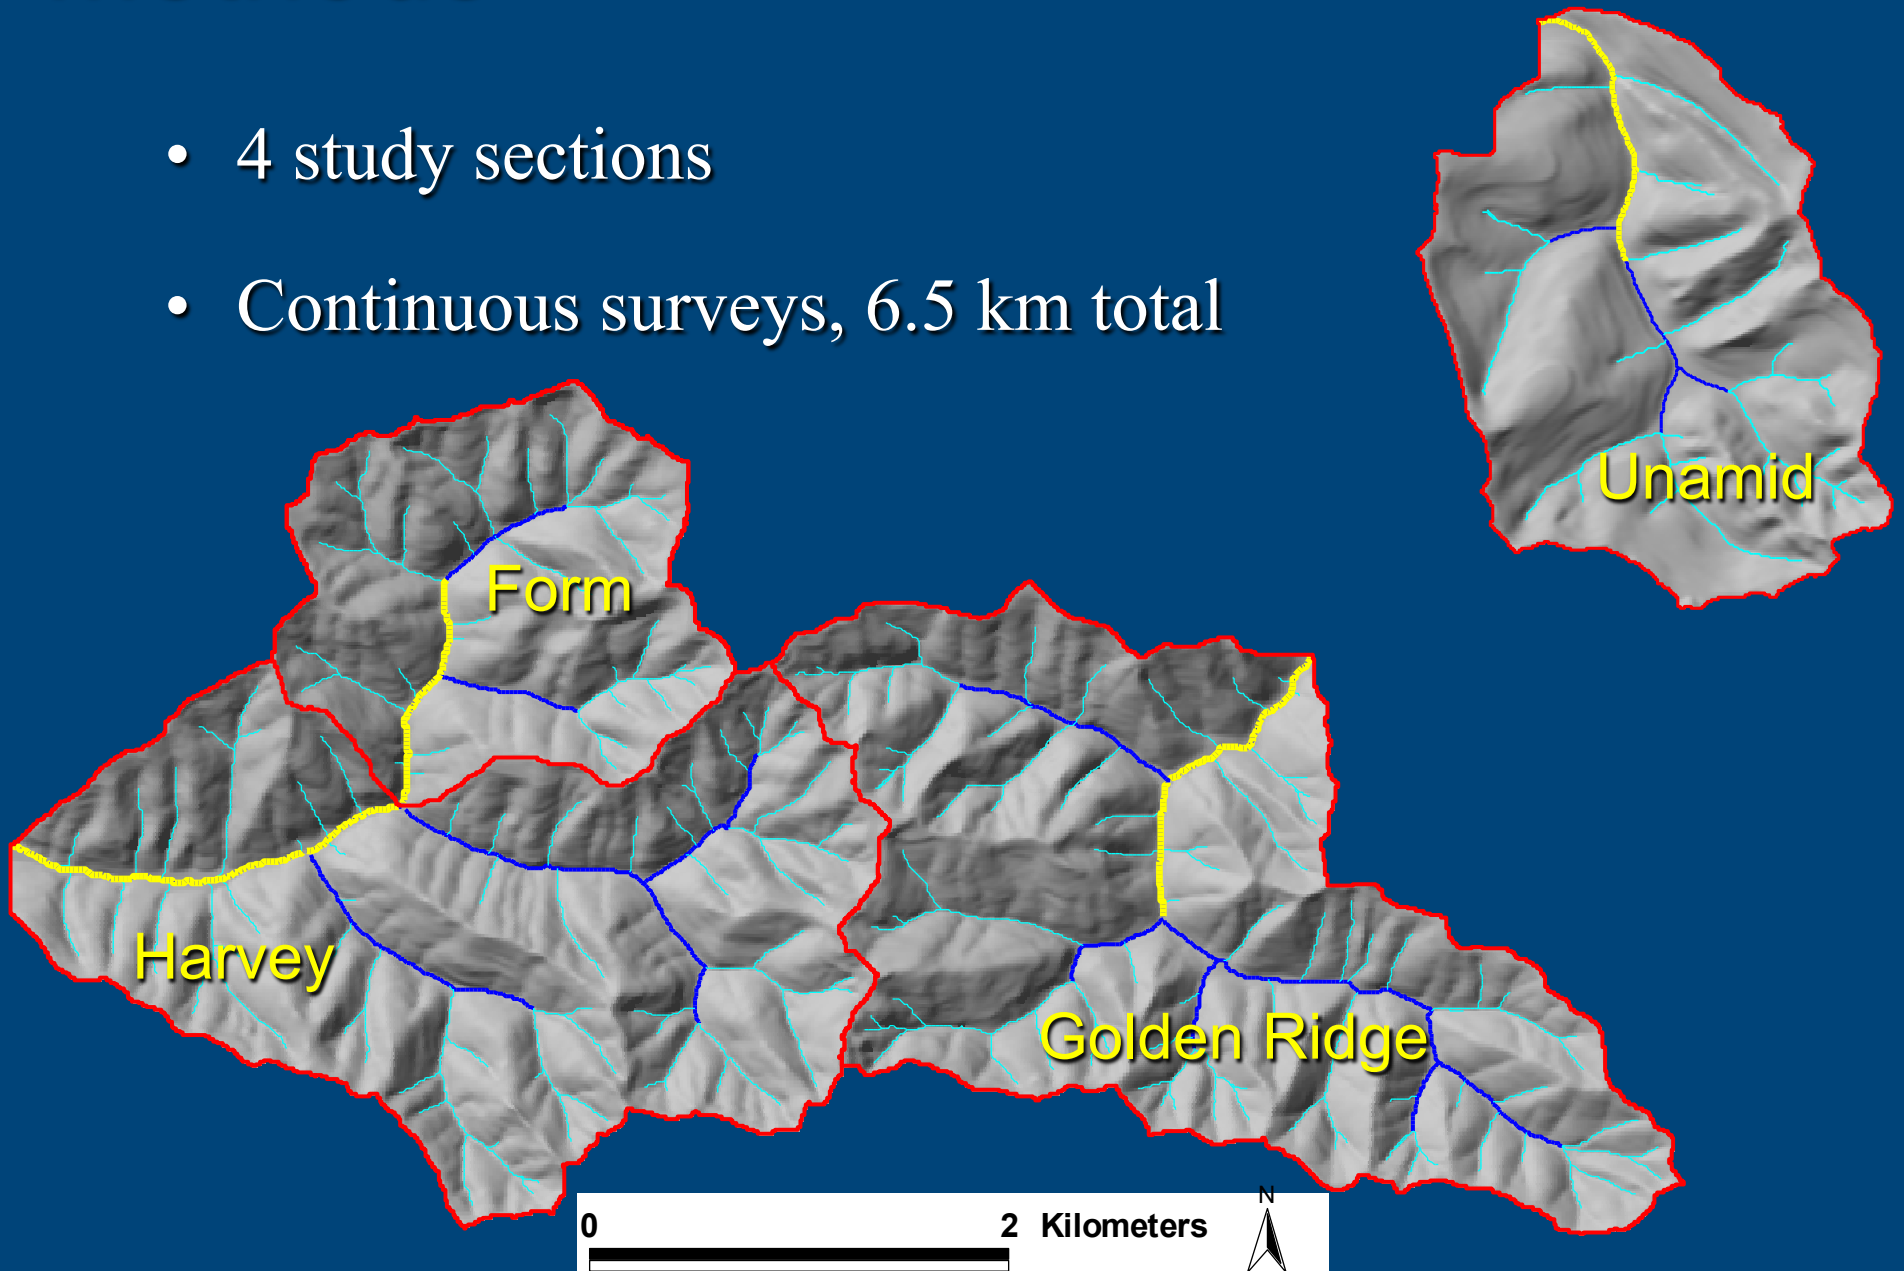 • 4 study sections
• Continuous surveys, 6.5 km total
Unamid
Form
Harvey
Golden Ridge
N
0 2 Kilometers